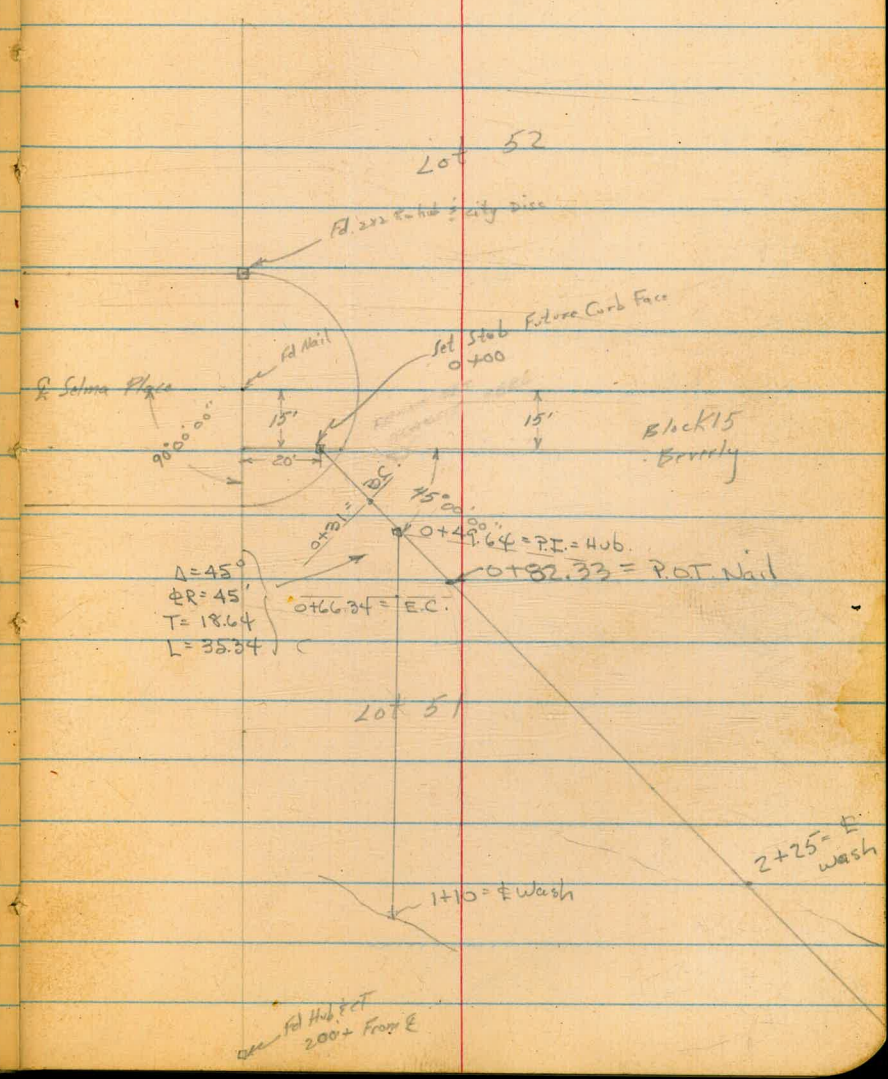 Lot 52
Fd. 2x2 hub & City Disc
Set Stob Future Curb Face
0+00
Fd Nail
℄ Selma Place
15'
15'
90°00'00"
20'
Block 15
Beverly
0+31 = B.C.
45°00'00"
0+49.64 = P.I. = Hub.
0+82.33 = P.O.T. Nail
Δ = 45°
℄R = 45'
T = 18.64
L = 35.34
0+66.34 = E.C.
Lot 51
2+25 = ℄
wash
1+10 = ℄ Wash
Fd Hub & T
200± From ℄